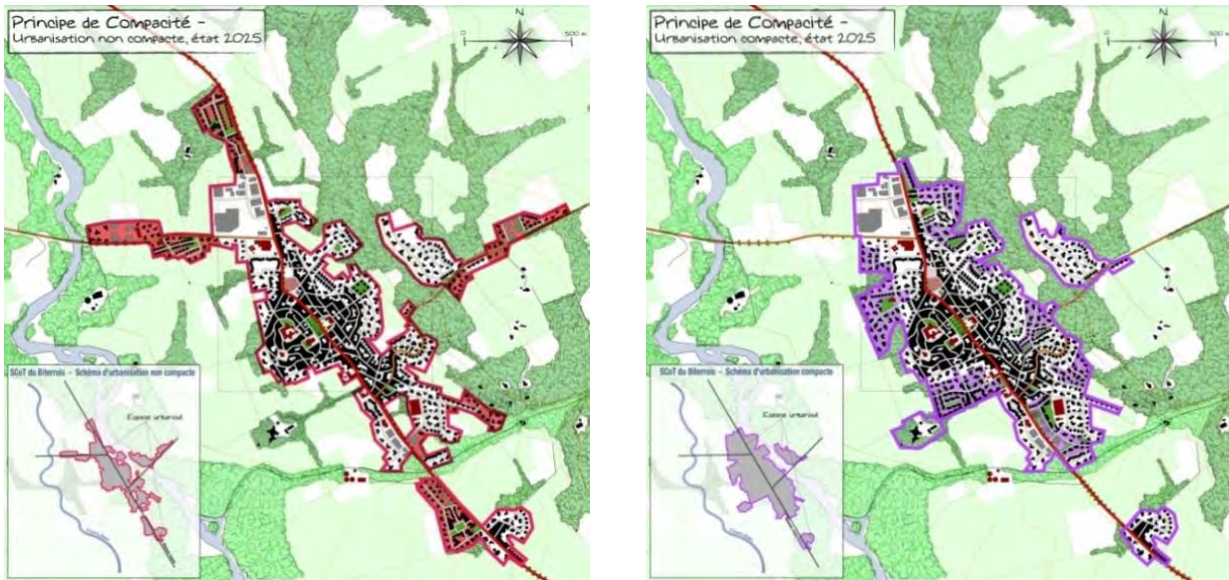 Principe de Compacité -
Urbanisation non compacte, état 2025
N
0
500 m
SCoT du Biterrois - Schéma d'urbanisation non compacte
Espace urbanisé
Principe de Compacité -
Urbanisation compacte, état 2025
N
0
500 m
SCoT du Biterrois - Schéma d'urbanisation compacte
Espace urbanisé